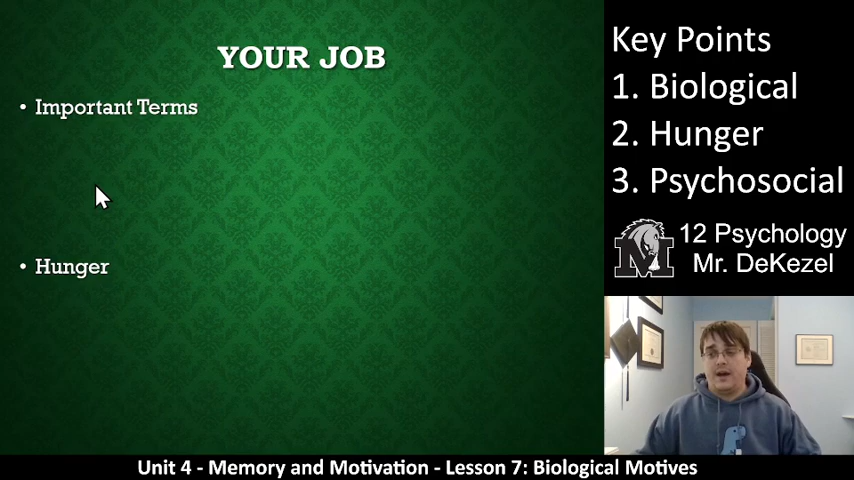 YOUR JOB
• Important Terms
• Hunger
Key Points
1. Biological
2. Hunger
3. Psychosocial
M
12 Psychology
Mr. DeKezel
Unit 4 - Memory and Motivation - Lesson 7: Biological Motives